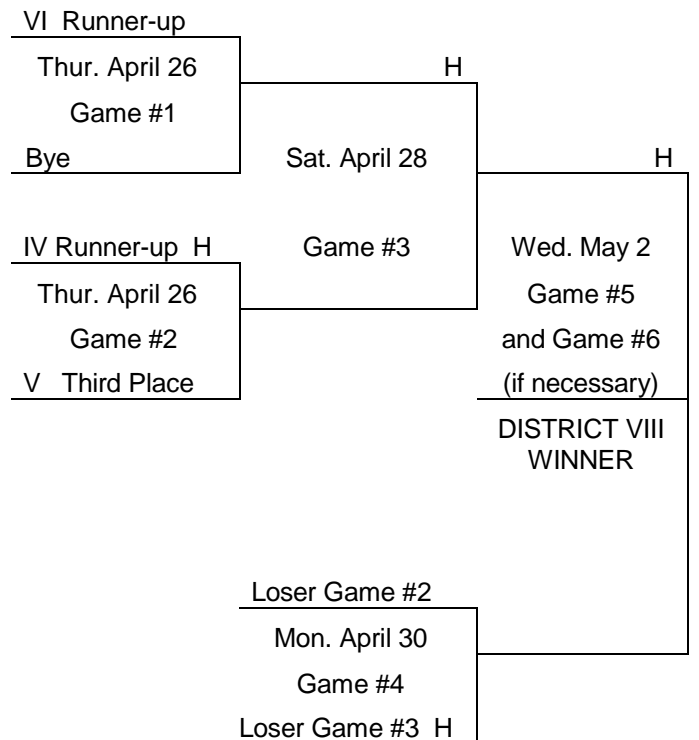 VI Runner-up
Thur. April 26
Game #1
Bye
H
Sat. April 28
Game #3
H
IV Runner-up H
Thur. April 26
Game #2
V Third Place
Wed. May 2
Game #5
and Game #6
(if necessary)
DISTRICT VIII
WINNER
Loser Game #2
Mon. April 30
Game #4
Loser Game #3 H